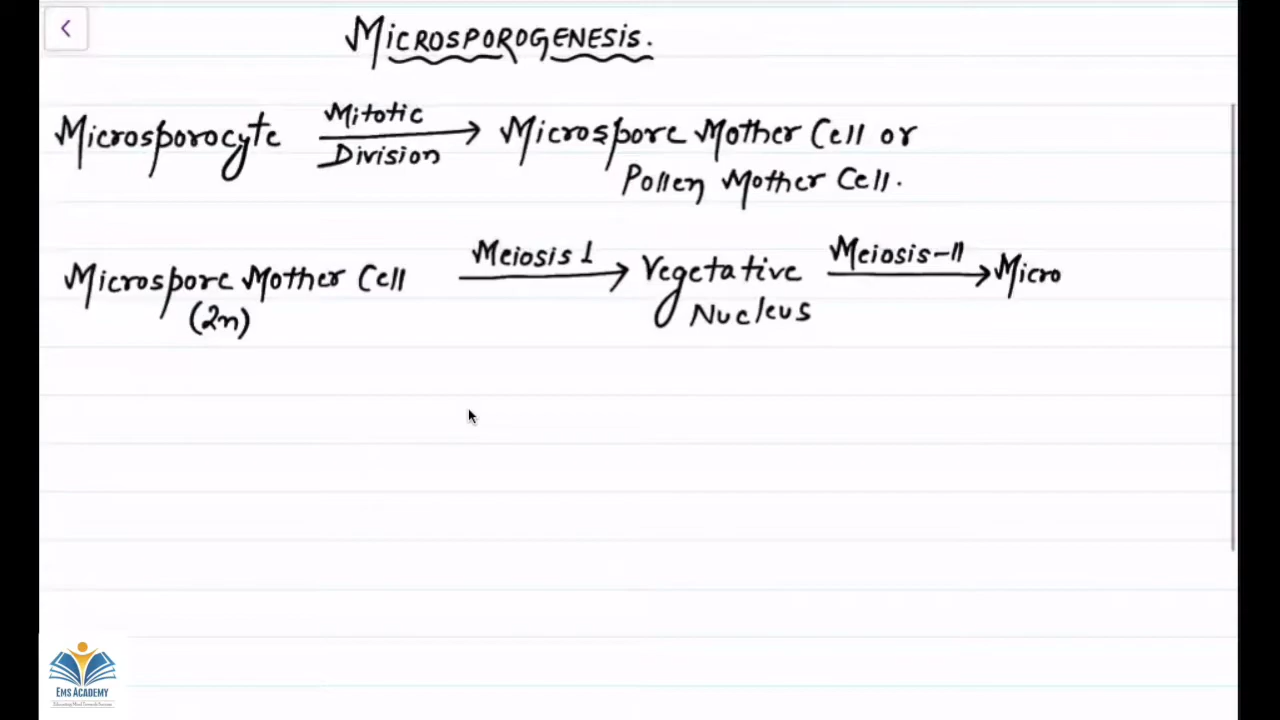 MICROSPOROGENESIS.
Microsporocyte Mitotic Division → Microspore Mother Cell or
Pollen Mother Cell.
Microspore Mother Cell Meiosis I → Vegetative Meiosis-II → Micro
(2n) Nucleus
EMS ACADEMY